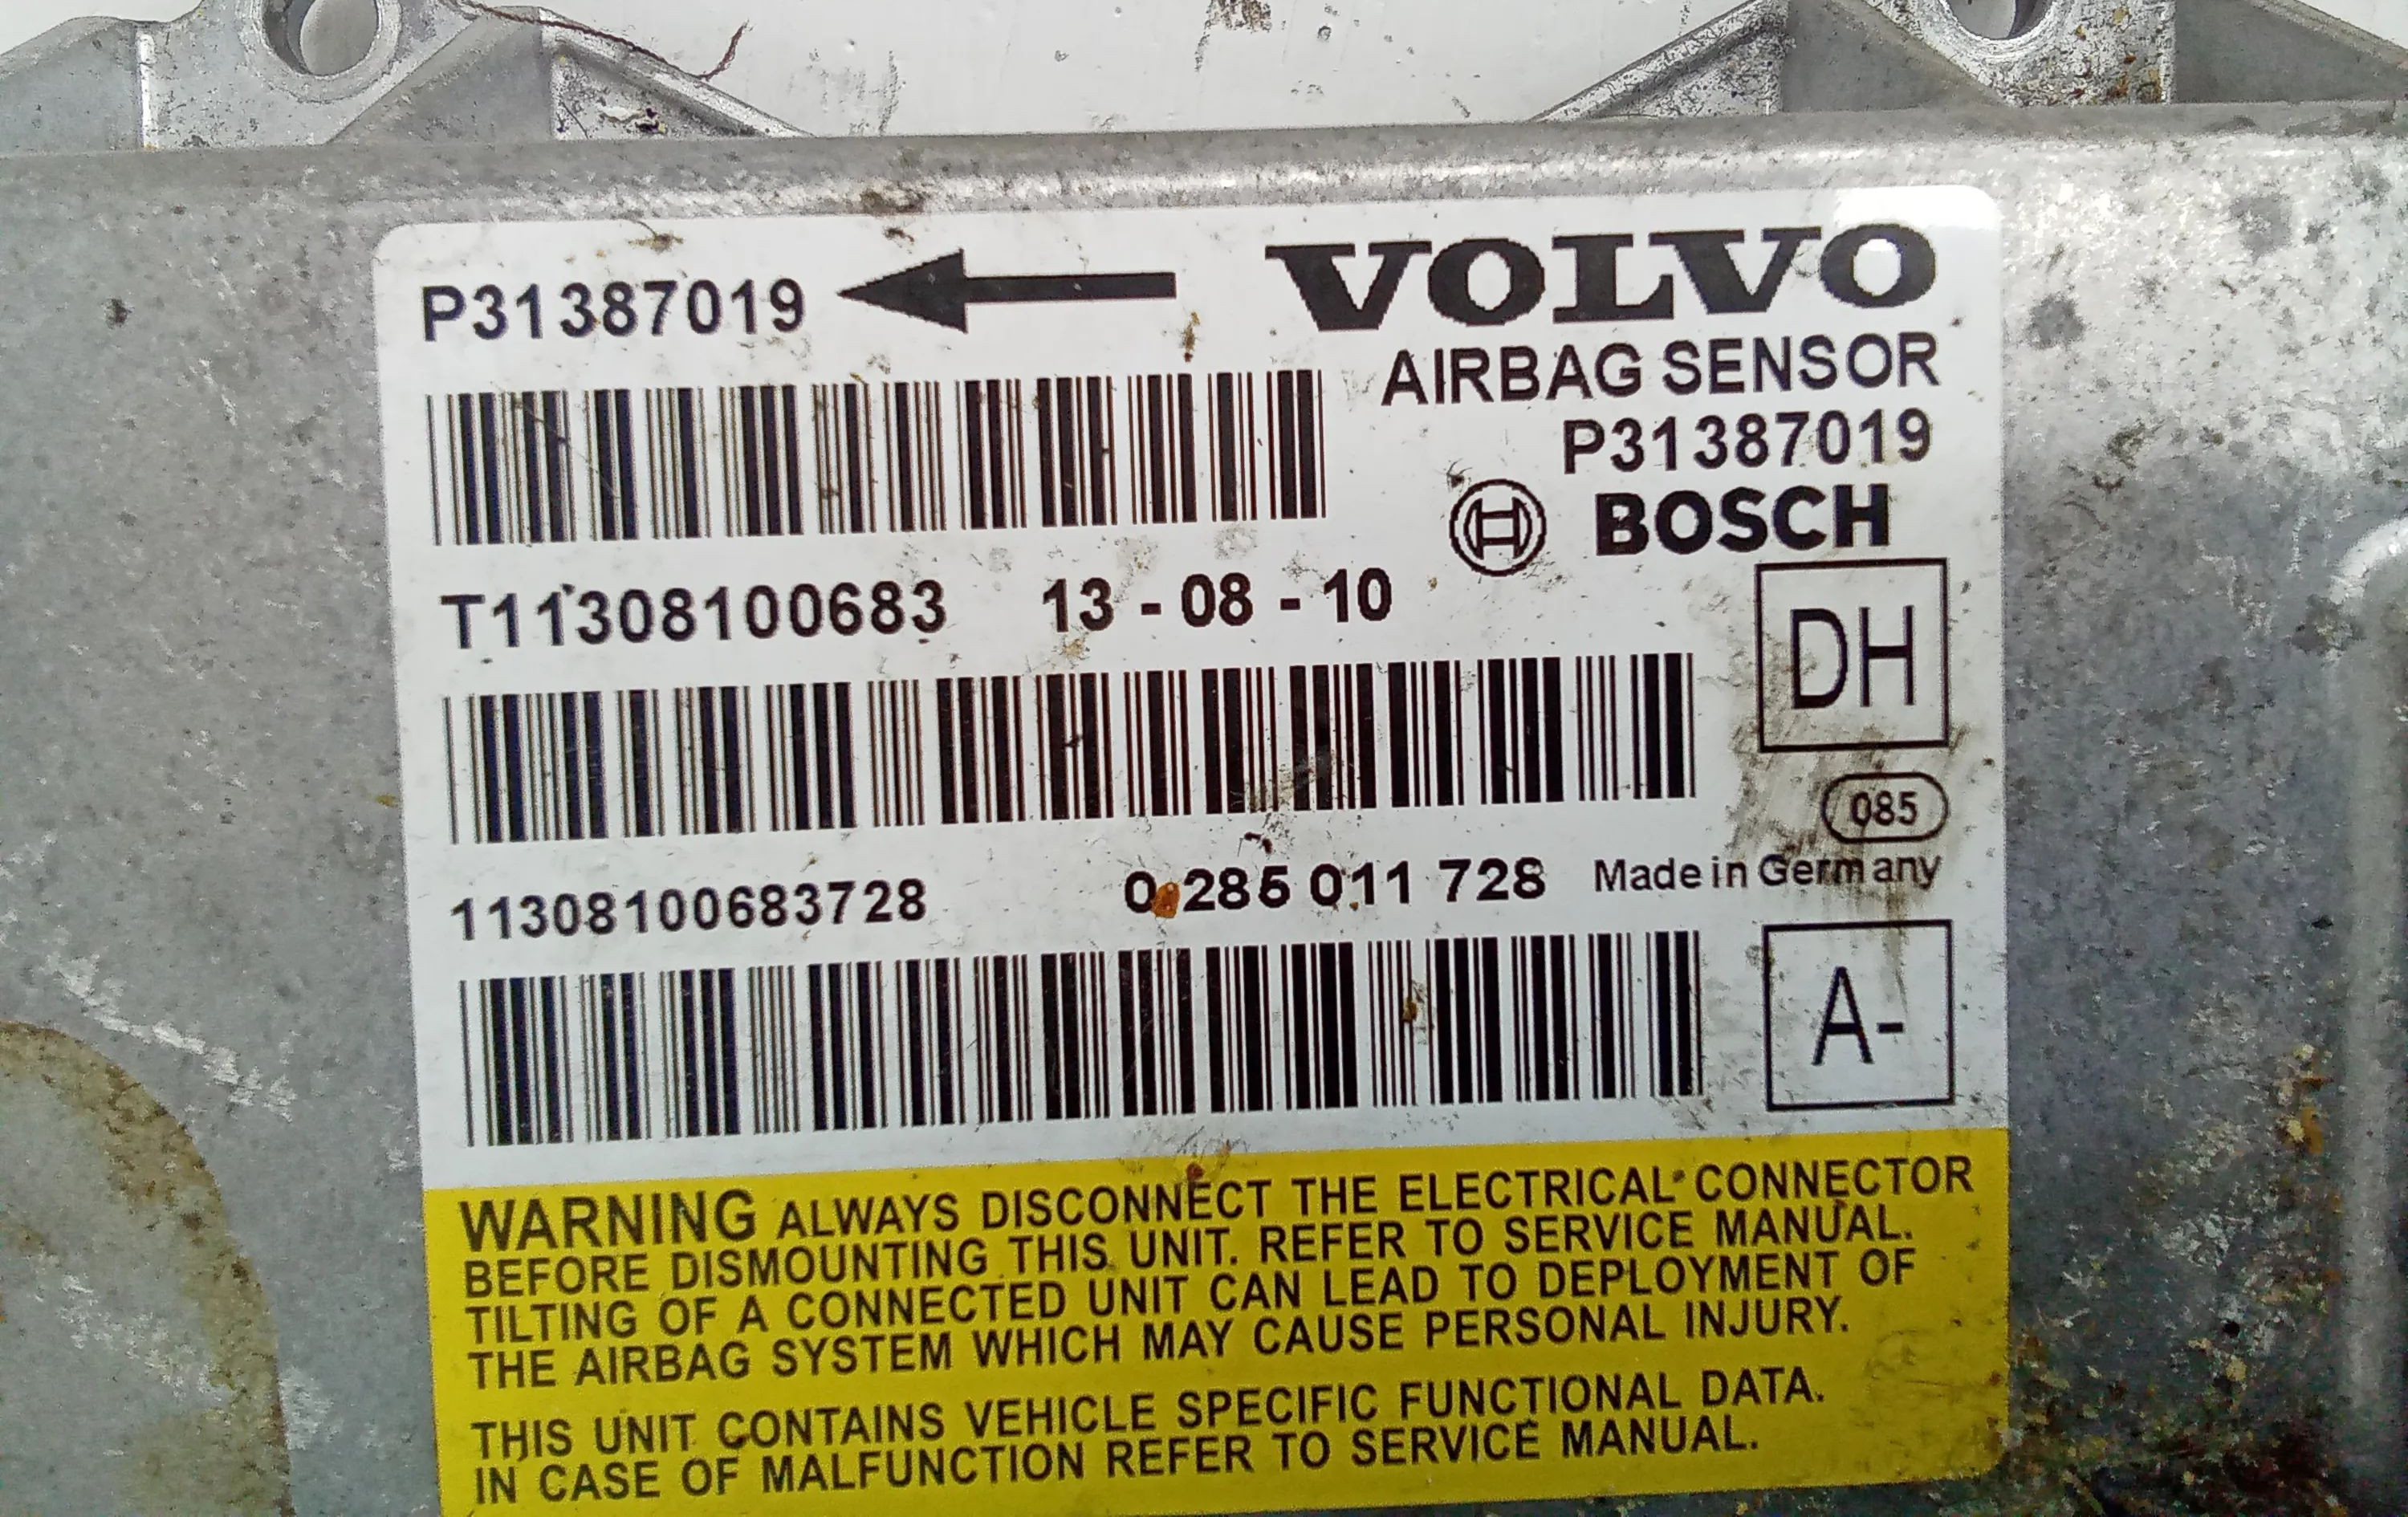 P31387019
VOLVO
AIRBAG SENSOR
P31387019
BOSCH
T11308100683 13 - 08 - 10
DH
085
11308100683728 0 285 011 728 Made in Germany
A-
WARNING ALWAYS DISCONNECT THE ELECTRICAL CONNECTOR
BEFORE DISMOUNTING THIS UNIT. REFER TO SERVICE MANUAL.
TILTING OF A CONNECTED UNIT CAN LEAD TO DEPLOYMENT OF
THE AIRBAG SYSTEM WHICH MAY CAUSE PERSONAL INJURY.
THIS UNIT CONTAINS VEHICLE SPECIFIC FUNCTIONAL DATA.
IN CASE OF MALFUNCTION REFER TO SERVICE MANUAL.